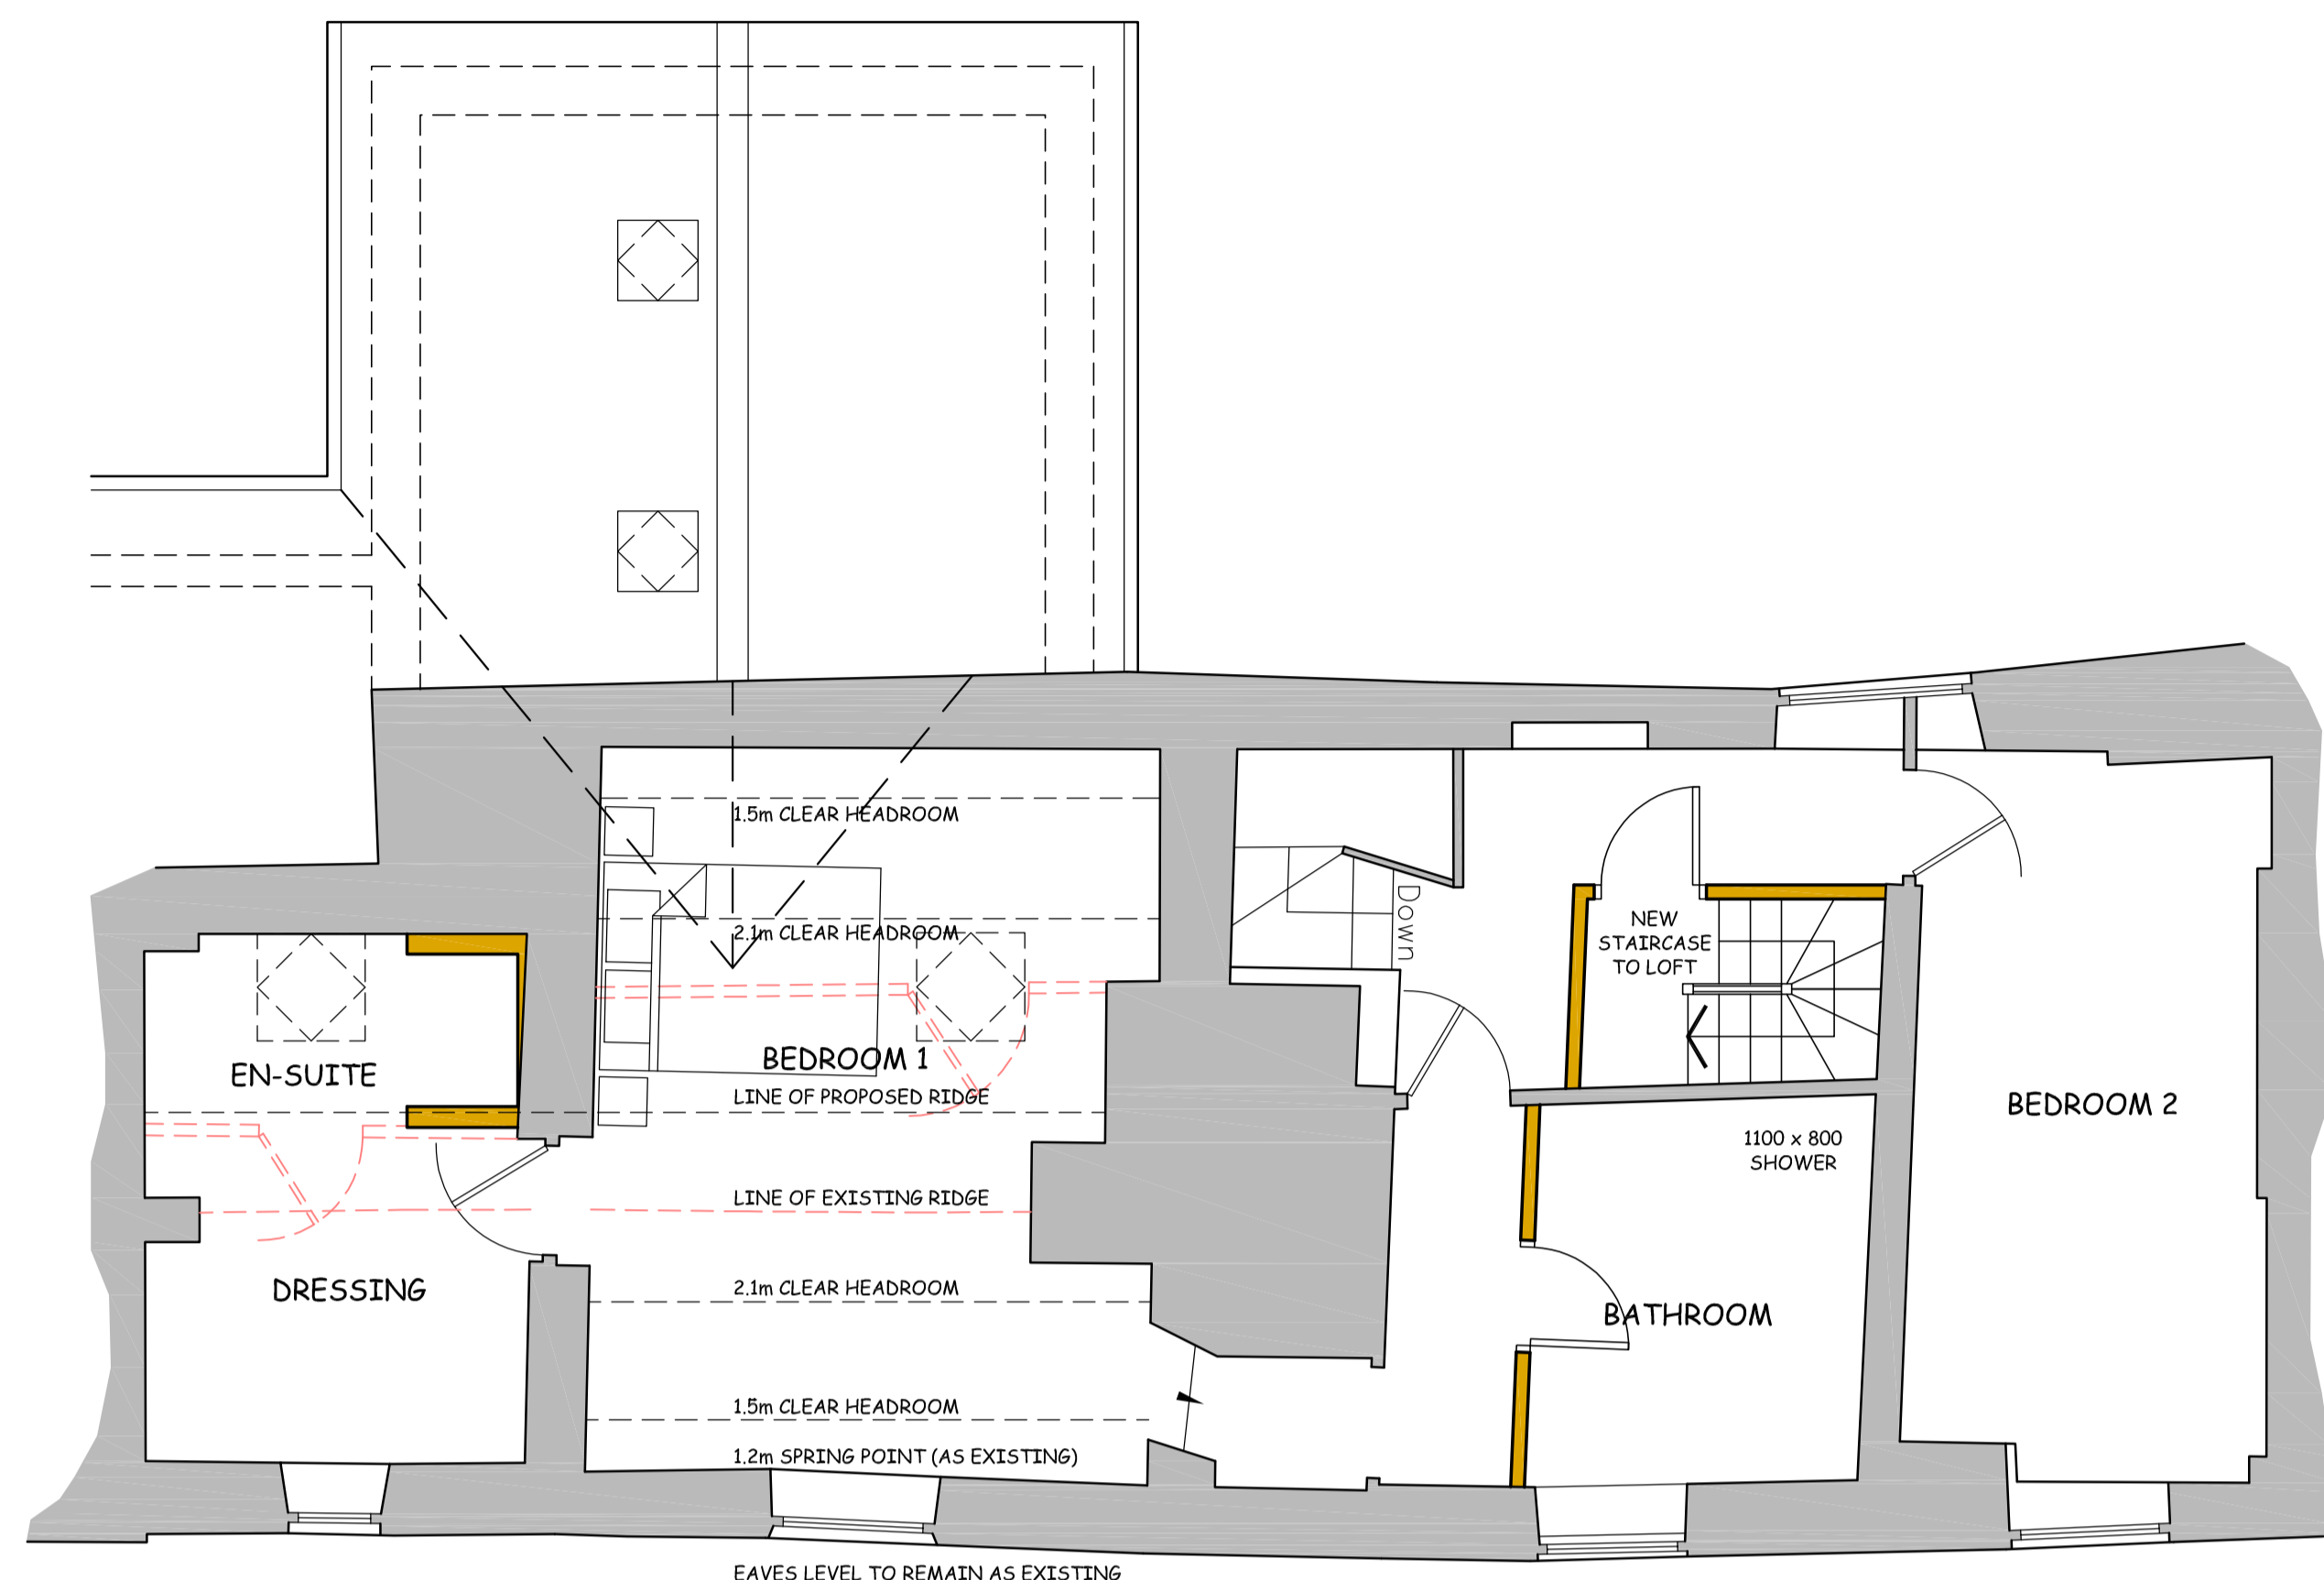 1.5m CLEAR HEADROOM
2.1m CLEAR HEADROOM
Down
NEW
STAIRCASE
TO LOFT
EN-SUITE
BEDROOM 1
LINE OF PROPOSED RIDGE
BEDROOM 2
1100 x 800
SHOWER
LINE OF EXISTING RIDGE
DRESSING
2.1m CLEAR HEADROOM
BATHROOM
1.5m CLEAR HEADROOM
1.2m SPRING POINT (AS EXISTING)
EAVES LEVEL TO REMAIN AS EXISTING